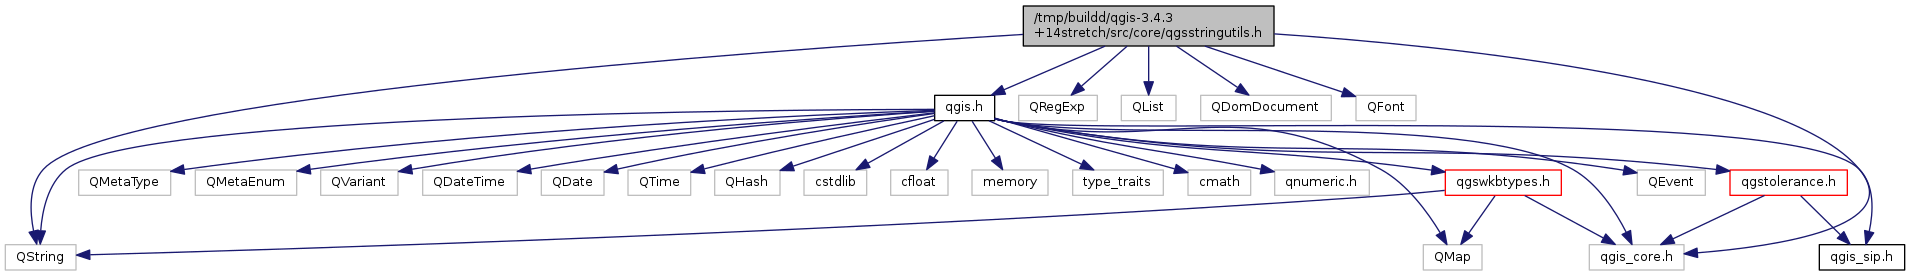 /tmp/buildd/qgis-3.4.3
+14stretch/src/core/qgsstringutils.h
qgis.h
QRegExp
QList
QDomDocument
QFont
QMetaType
QMetaEnum
QVariant
QDateTime
QDate
QTime
QHash
cstdlib
cfloat
memory
type_traits
cmath
qnumeric.h
qgswkbtypes.h
QEvent
qgstolerance.h
QString
QMap
qgis_core.h
qgis_sip.h